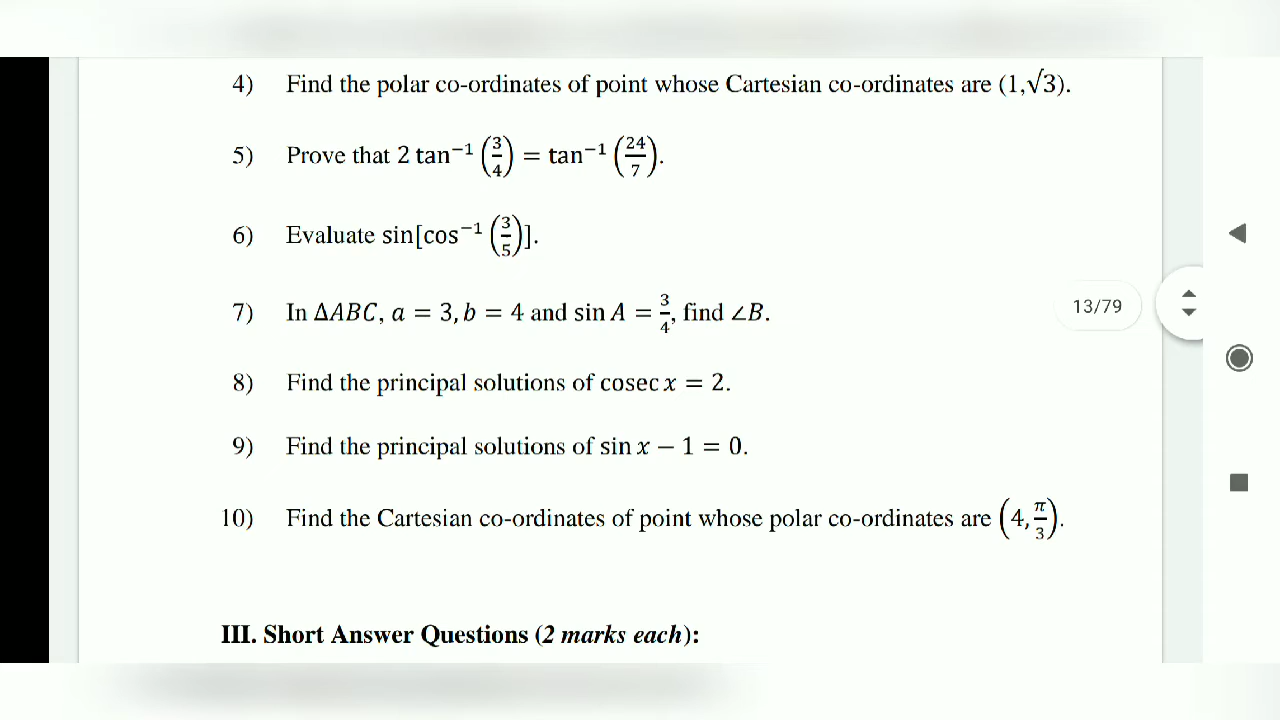 4) Find the polar co-ordinates of point whose Cartesian co-ordinates are (1,√3).
5) Prove that 2 tan⁻¹ (3/4) = tan⁻¹ (24/7).
6) Evaluate sin[cos⁻¹ (3/5)].
7) In ΔABC, a = 3, b = 4 and sin A = 3/4, find ∠B.
8) Find the principal solutions of cosec x = 2.
9) Find the principal solutions of sin x − 1 = 0.
10) Find the Cartesian co-ordinates of point whose polar co-ordinates are (4, π/3).
13/79
III. Short Answer Questions (2 marks each):